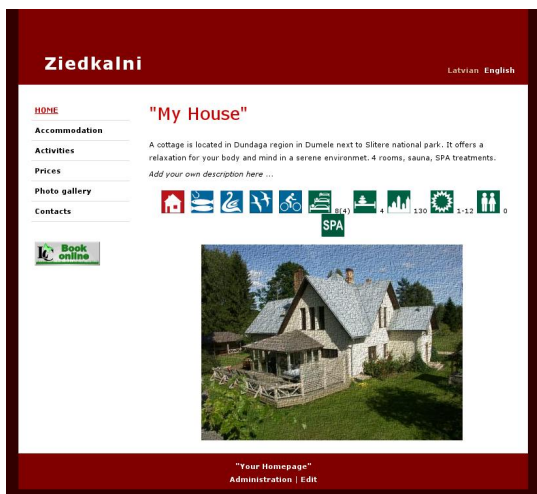 Ziedkalni
Latvian English
HOME
Accommodation
Activities
Prices
Photo gallery
Contacts
Book
online
"My House"
A cottage is located in Dundaga region in Dumele next to Slitere national park. It offers a
relaxation for your body and mind in a serene environmet. 4 rooms, sauna, SPA treatments.
Add your own description here ...
8(4) 4 130 1-12 0
SPA
"Your Homepage"
Administration | Edit